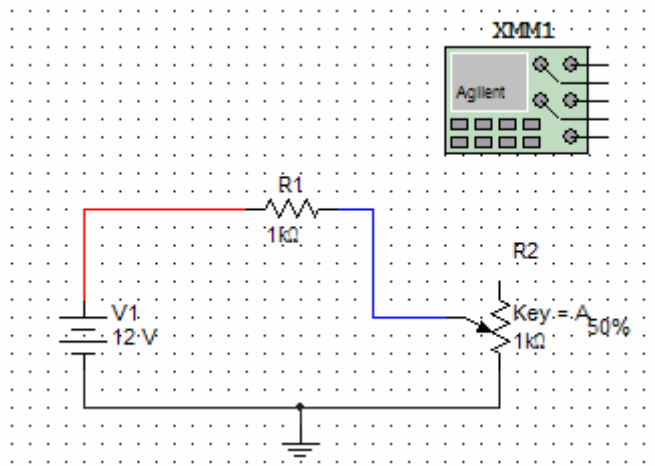 XMM1
Agilent
R1
1kΩ
R2
V1
12 V
Key = A
50%
1kΩ